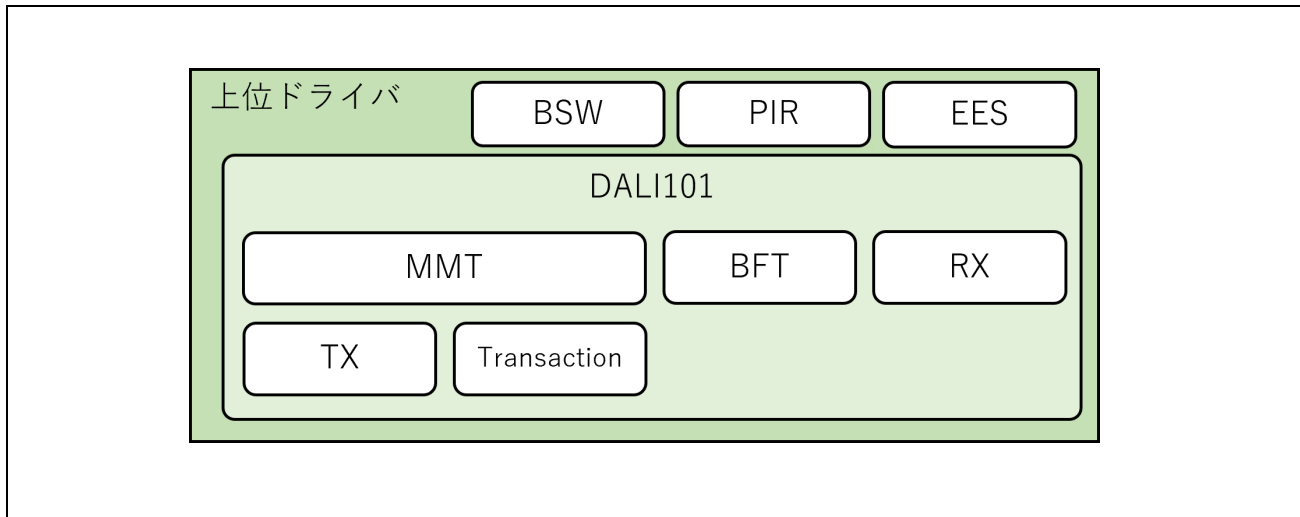 上位ドライバ
BSW
PIR
EES
DALI101
MMT
BFT
RX
TX
Transaction